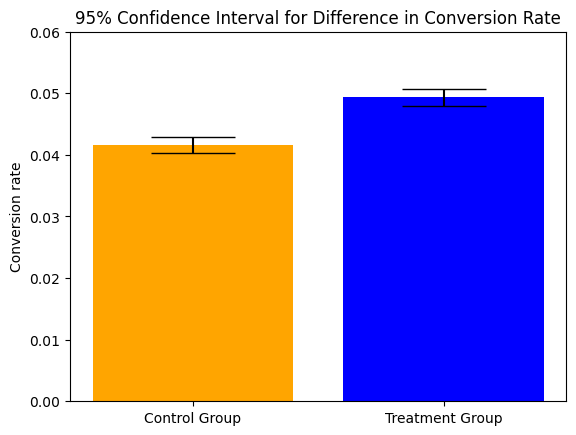 95% Confidence Interval for Difference in Conversion Rate
0.06
0.05
0.04
0.03
0.02
0.01
0.00
Conversion rate
Control Group
Treatment Group